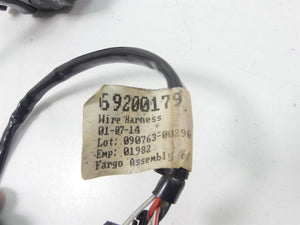 69200179
Wire Harness
01-07-14
Lot: 090763-00290
Emp: 01982
Fargo Assembly